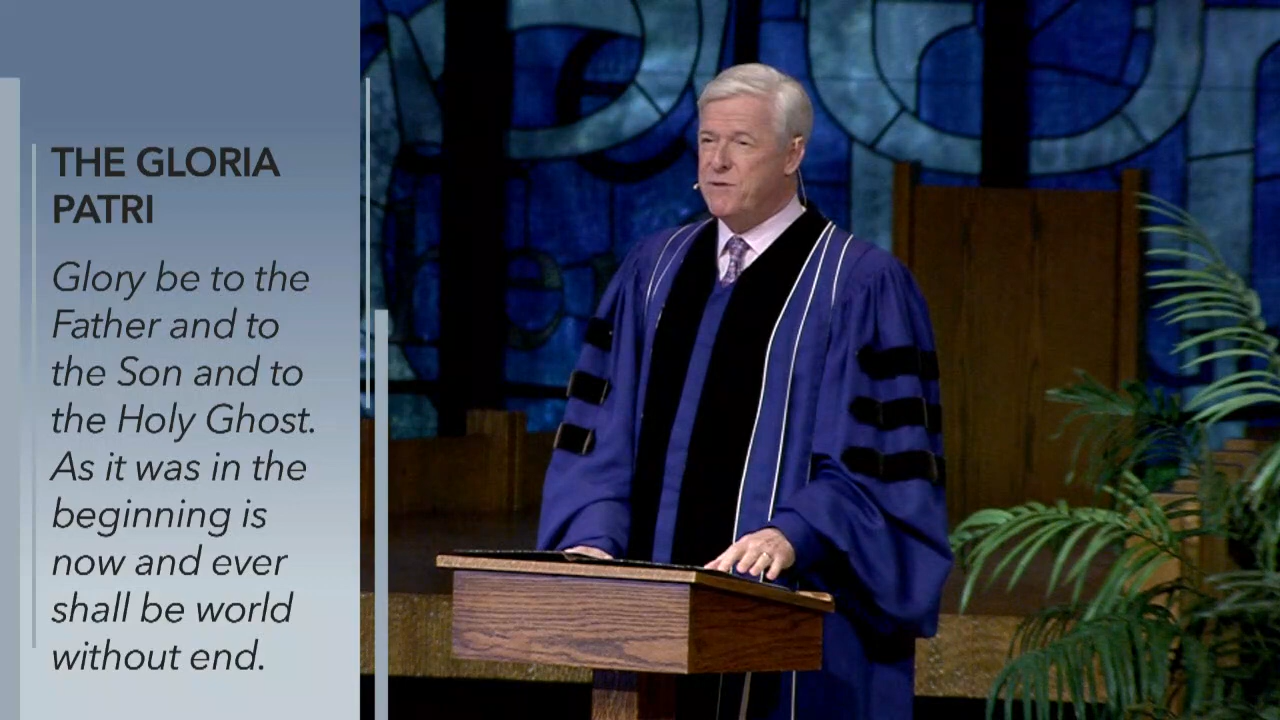 THE GLORIA
PATRI
Glory be to the
Father and to
the Son and to
the Holy Ghost.
As it was in the
beginning is
now and ever
shall be world
without end.